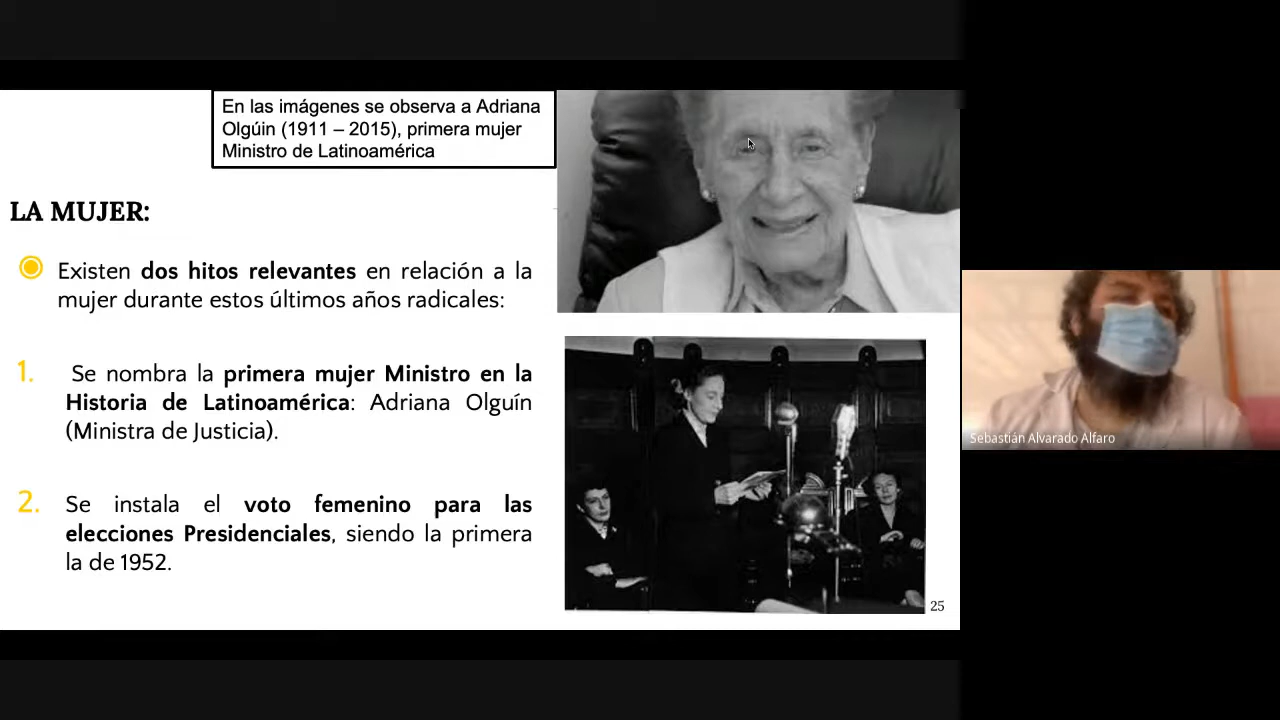 En las imágenes se observa a Adriana
Olgúin (1911 – 2015), primera mujer
Ministro de Latinoamérica
LA MUJER:
Existen dos hitos relevantes en relación a la
mujer durante estos últimos años radicales:
1. Se nombra la primera mujer Ministro en la
Historia de Latinoamérica: Adriana Olguín
(Ministra de Justicia).
2. Se instala el voto femenino para las
elecciones Presidenciales, siendo la primera
la de 1952.
25
Sebastián Alvarado Alfaro